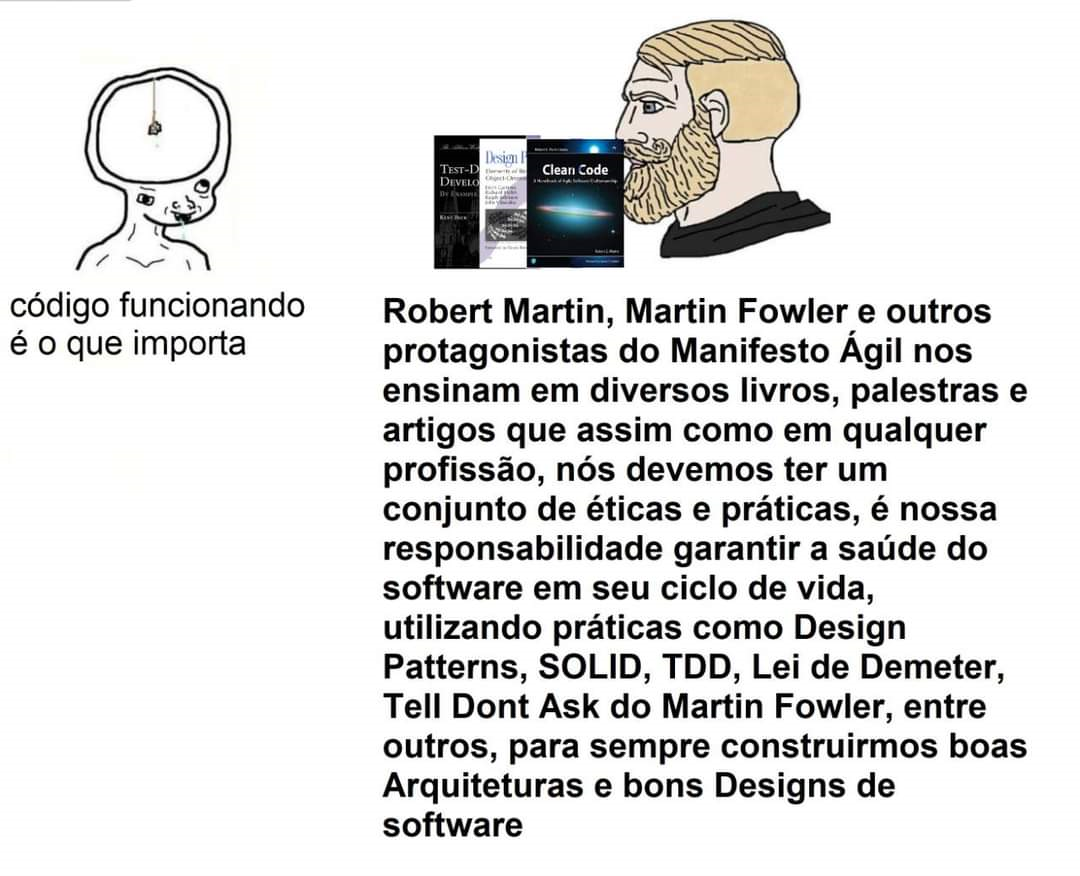 código funcionando
é o que importa
TEST-D
DEVELO
BY EXAMPLE
KENT BECK
Design P
Clean Code
Robert Martin, Martin Fowler e outros
protagonistas do Manifesto Ágil nos
ensinam em diversos livros, palestras e
artigos que assim como em qualquer
profissão, nós devemos ter um
conjunto de éticas e práticas, é nossa
responsabilidade garantir a saúde do
software em seu ciclo de vida,
utilizando práticas como Design
Patterns, SOLID, TDD, Lei de Demeter,
Tell Dont Ask do Martin Fowler, entre
outros, para sempre construirmos boas
Arquiteturas e bons Designs de
software